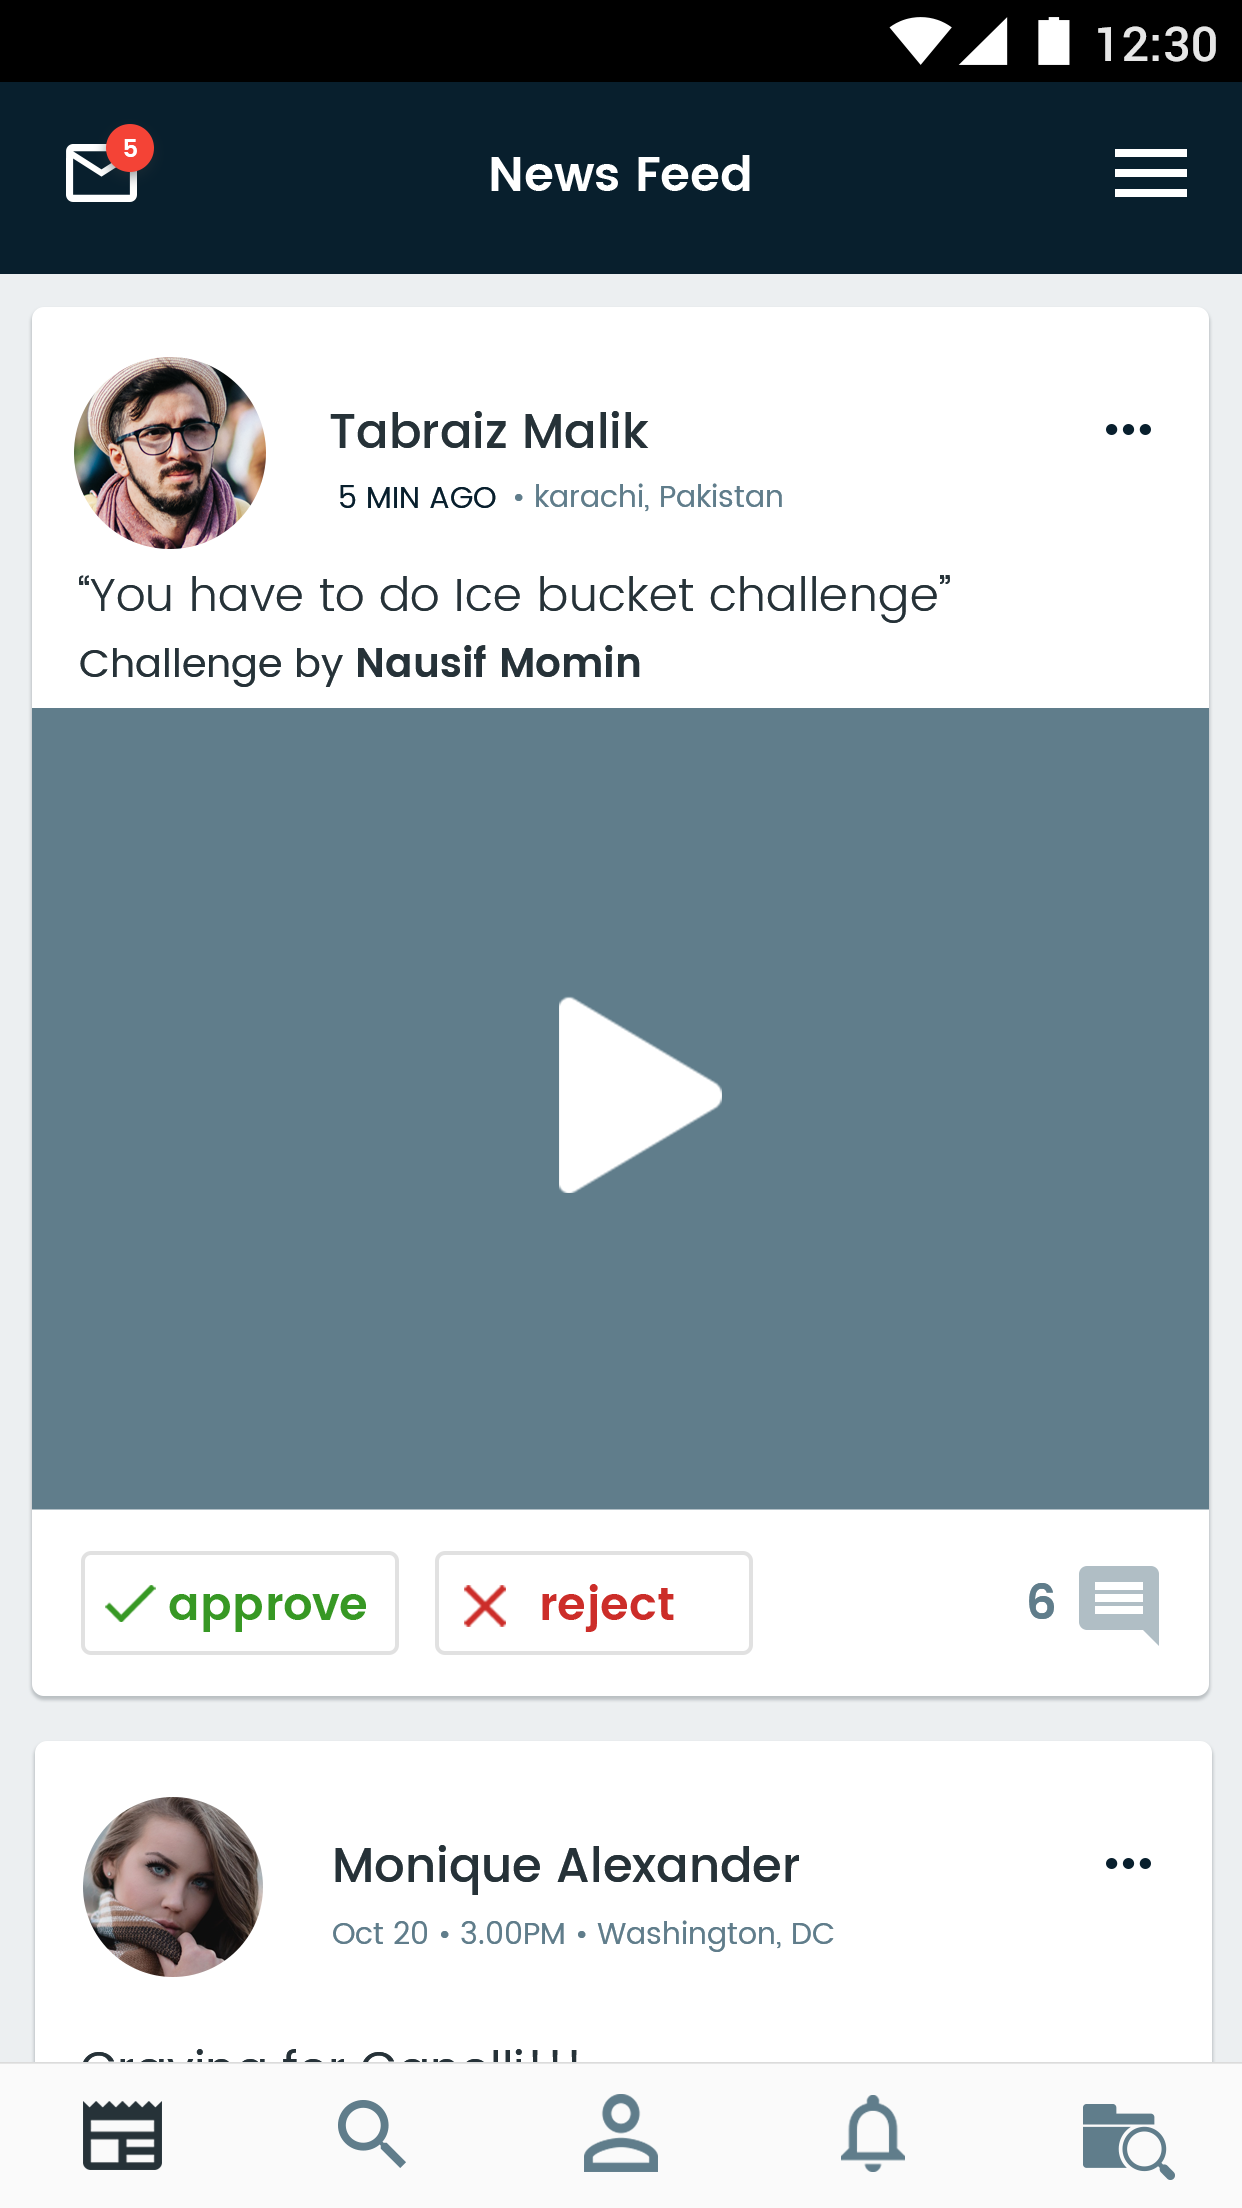 12:30
5
News Feed
Tabraiz Malik
5 MIN AGO • karachi, Pakistan
“You have to do Ice bucket challenge”
Challenge by Nausif Momin
approve
reject
6
Monique Alexander
Oct 20 • 3.00PM • Washington, DC
for